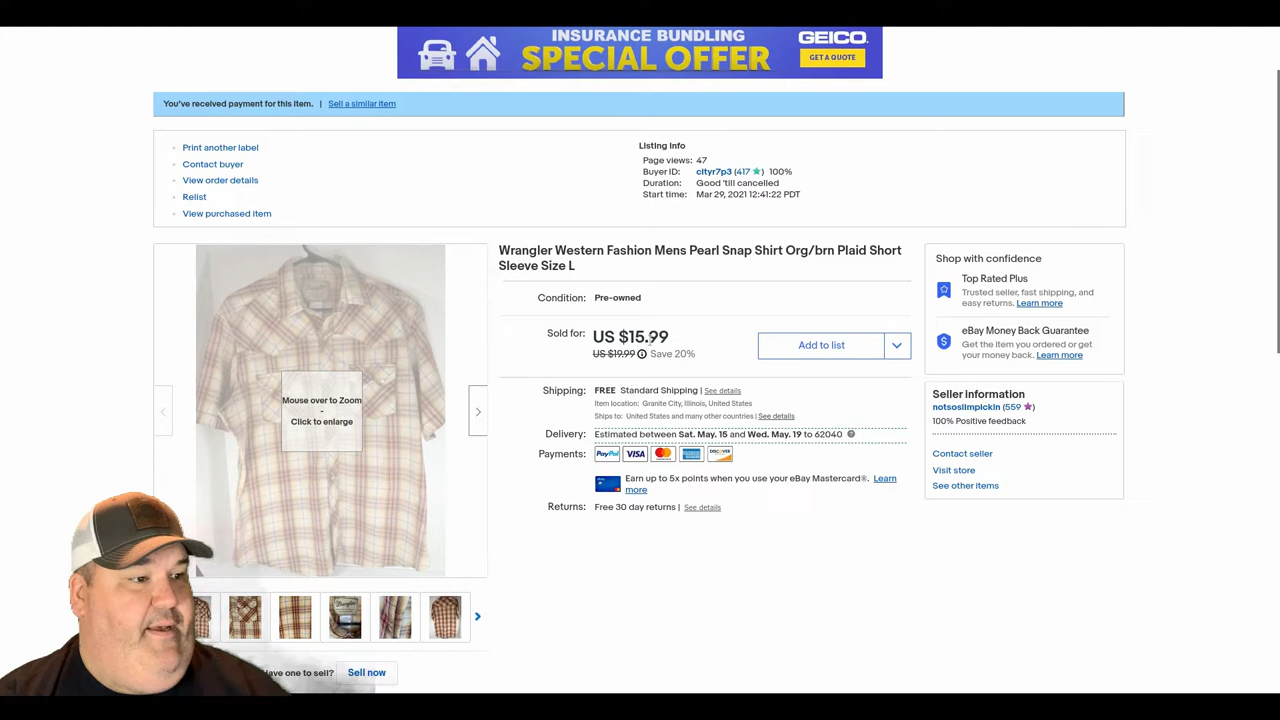 INSURANCE BUNDLING
SPECIAL OFFER
GEICO
GET A QUOTE
You've received payment for this item. | Sell a similar item
Print another label
Contact buyer
View order details
Relist
View purchased item
Listing Info
Page views: 47
Buyer ID: cityr7p3 (417 ) 100%
Duration: Good 'till cancelled
Start time: Mar 29, 2021 12:41:22 PDT
Mouse over to Zoom
-
Click to enlarge
Wrangler Western Fashion Mens Pearl Snap Shirt Org/brn Plaid Short
Sleeve Size L
Condition: Pre-owned
Sold for: US $15.99
US $19.99 Save 20%
Add to list
Shipping: FREE Standard Shipping | See details
Item location: Granite City, Illinois, United States
Ships to: United States and many other countries | See details
Delivery: Estimated between Sat. May. 15 and Wed. May. 19 to 62040
Payments: PayPal VISA
Earn up to 5x points when you use your eBay Mastercard®. Learn
more
Returns: Free 30 day returns | See details
Shop with confidence
Top Rated Plus
Trusted seller, fast shipping, and
easy returns. Learn more
eBay Money Back Guarantee
Get the item you ordered or get
your money back. Learn more
Seller information
notsoslimpickin (559 )
100% Positive feedback
Contact seller
Visit store
See other items
have one to sell? Sell now